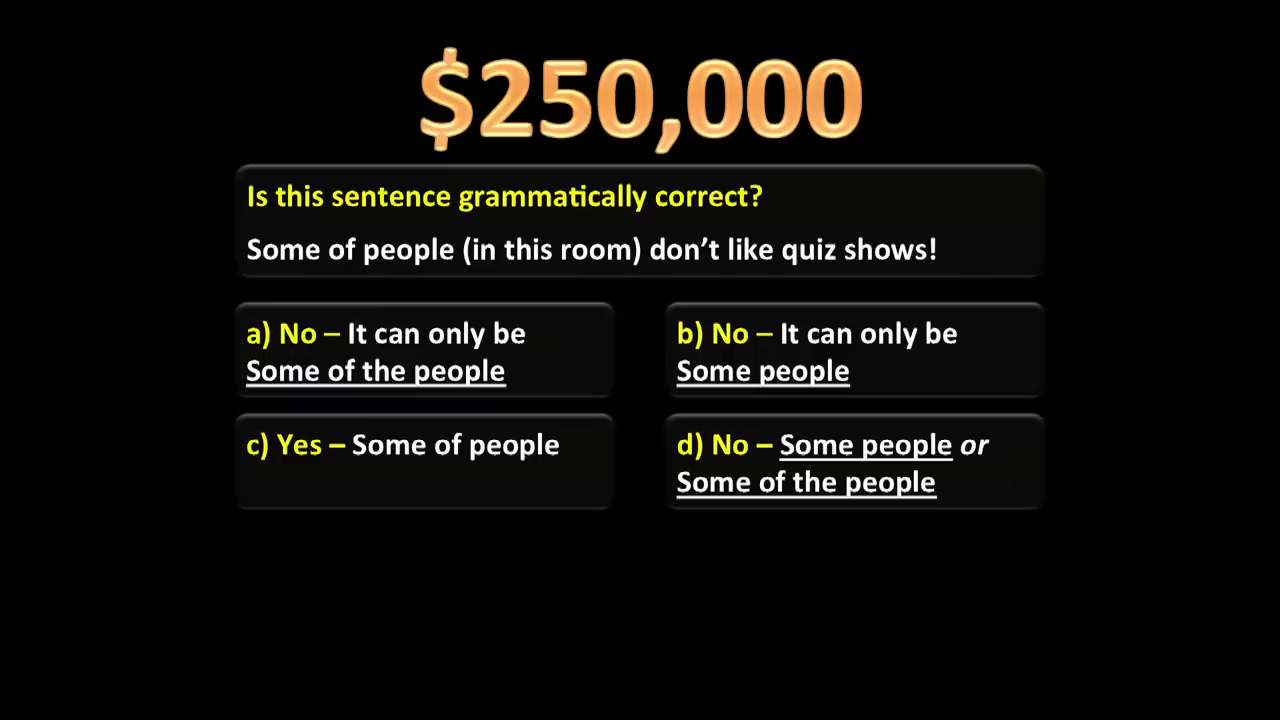 $250,000
Is this sentence grammatically correct?
Some of people (in this room) don’t like quiz shows!
a) No – It can only be
Some of the people
b) No – It can only be
Some people
c) Yes – Some of people
d) No – Some people or
Some of the people